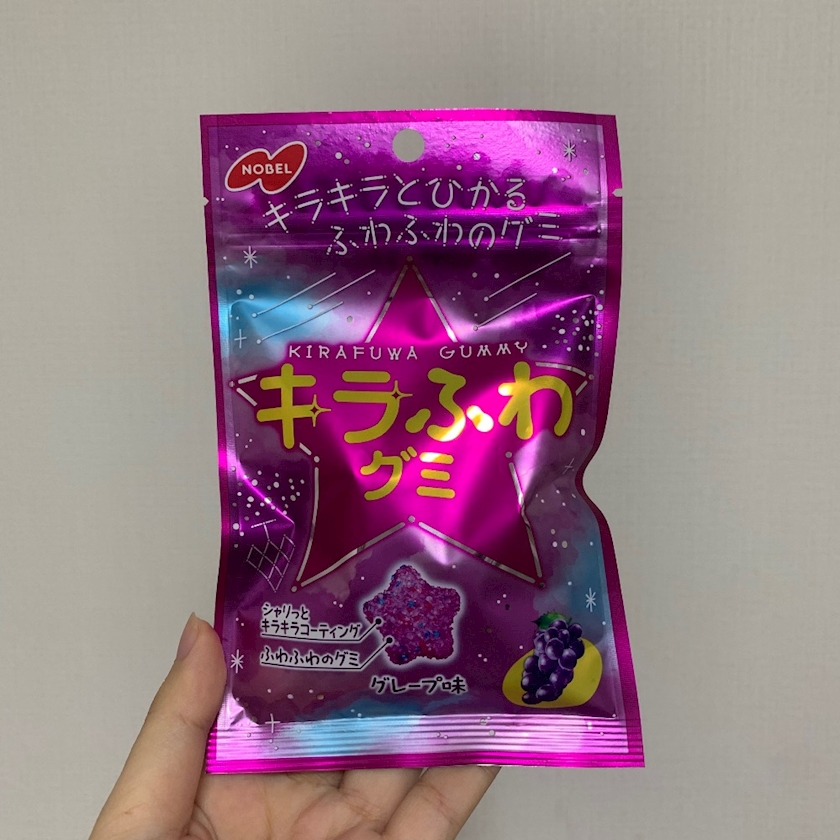 NOBEL
キラキラとひかる
ふわふわのグミ
KIRAFUWA GUMMY
キラふわ
グミ
シャリっと
キラキラコーティング
ふわふわのグミ
グレープ味